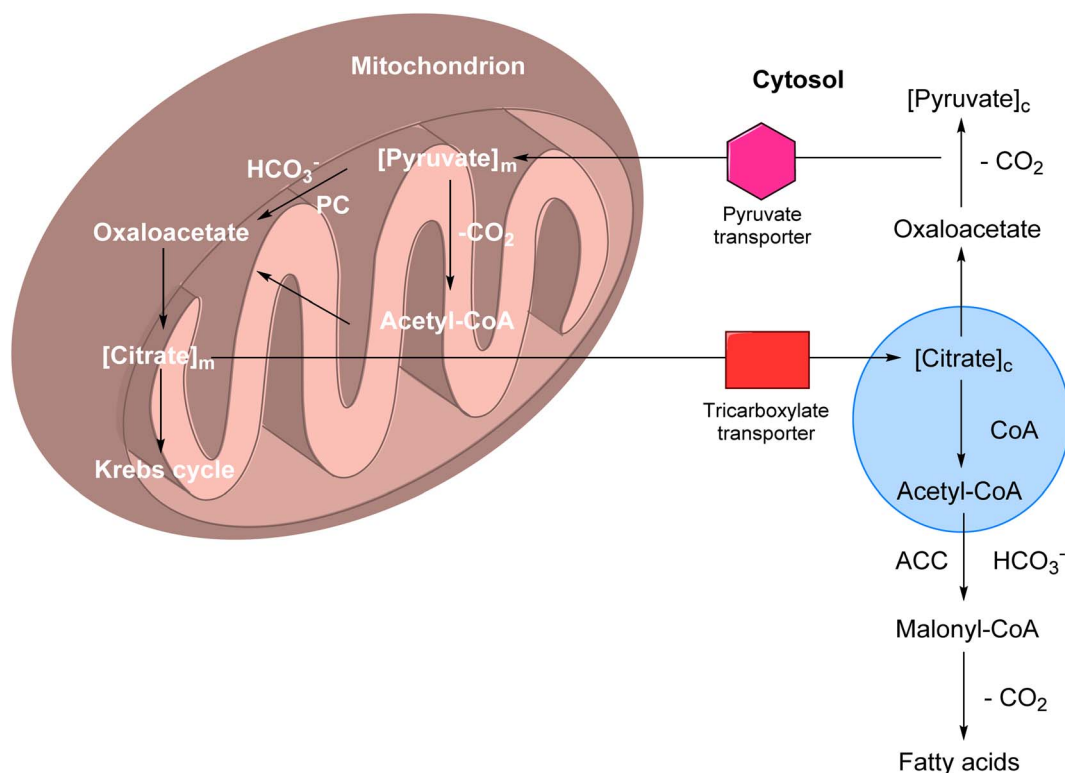 Mitochondrion
Cytosol
[Pyruvate]c
HCO₃⁻
[Pyruvate]m
- CO₂
PC
Pyruvate
transporter
Oxaloacetate
-CO₂
Oxaloacetate
Acetyl-CoA
[Citrate]m
[Citrate]c
Tricarboxylate
transporter
CoA
Krebs cycle
Acetyl-CoA
ACC
HCO₃⁻
Malonyl-CoA
- CO₂
Fatty acids